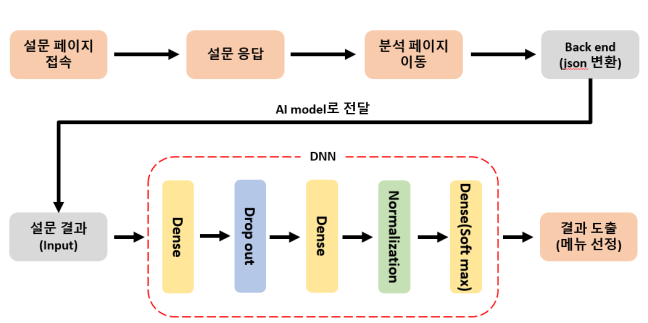 설문 페이지
접속
설문 응답
분석 페이지
이동
Back end
(json 변환)
AI model로 전달
DNN
설문 결과
(Input)
Dense
Drop out
Dense
Normalization
Dense(Soft max)
결과 도출
(메뉴 선정)